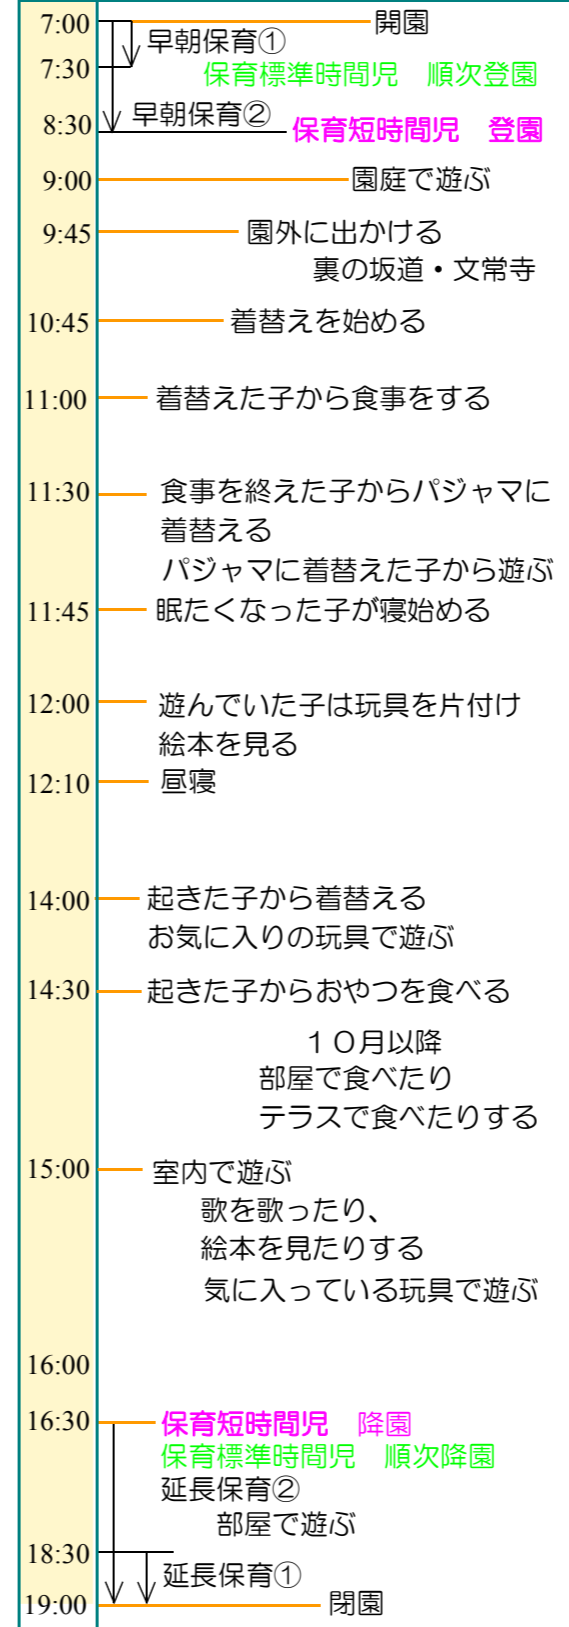 7:00 開園
早朝保育①
7:30 保育標準時間児　順次登園
早朝保育②
8:30 保育短時間児　登園
9:00 園庭で遊ぶ
9:45 園外に出かける
裏の坂道・文常寺
10:45 着替えを始める
11:00 着替えた子から食事をする
11:30 食事を終えた子からパジャマに
着替える
パジャマに着替えた子から遊ぶ
11:45 眠たくなった子が寝始める
12:00 遊んでいた子は玩具を片付け
絵本を見る
12:10 昼寝
14:00 起きた子から着替える
お気に入りの玩具で遊ぶ
14:30 起きた子からおやつを食べる
１０月以降
部屋で食べたり
テラスで食べたりする
15:00 室内で遊ぶ
歌を歌ったり、
絵本を見たりする
気に入っている玩具で遊ぶ
16:00
16:30 保育短時間児　降園
保育標準時間児　順次降園
延長保育②
部屋で遊ぶ
18:30
延長保育①
19:00 閉園